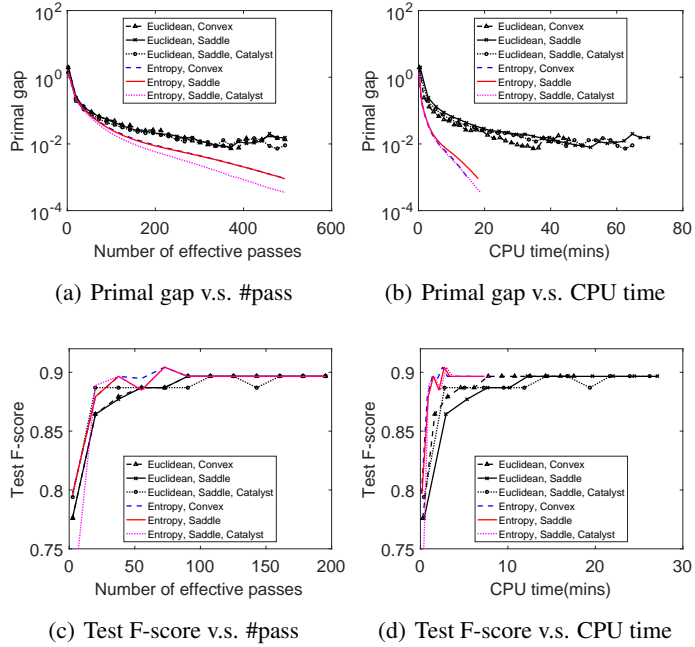 10^2
10^0
10^-2
10^-4
Primal gap
Euclidean, Convex
Euclidean, Saddle
Euclidean, Saddle, Catalyst
Entropy, Convex
Entropy, Saddle
Entropy, Saddle, Catalyst
0 200 400 600
Number of effective passes
(a) Primal gap v.s. #pass
10^2
10^0
10^-2
10^-4
Primal gap
Euclidean, Convex
Euclidean, Saddle
Euclidean, Saddle, Catalyst
Entropy, Convex
Entropy, Saddle
Entropy, Saddle, Catalyst
0 20 40 60 80
CPU time(mins)
(b) Primal gap v.s. CPU time
0.9
0.85
0.8
0.75
Test F-score
Euclidean, Convex
Euclidean, Saddle
Euclidean, Saddle, Catalyst
Entropy, Convex
Entropy, Saddle
Entropy, Saddle, Catalyst
0 50 100 150 200
Number of effective passes
(c) Test F-score v.s. #pass
0.9
0.85
0.8
0.75
Test F-score
Euclidean, Convex
Euclidean, Saddle
Euclidean, Saddle, Catalyst
Entropy, Convex
Entropy, Saddle
Entropy, Saddle, Catalyst
0 10 20 30
CPU time(mins)
(d) Test F-score v.s. CPU time